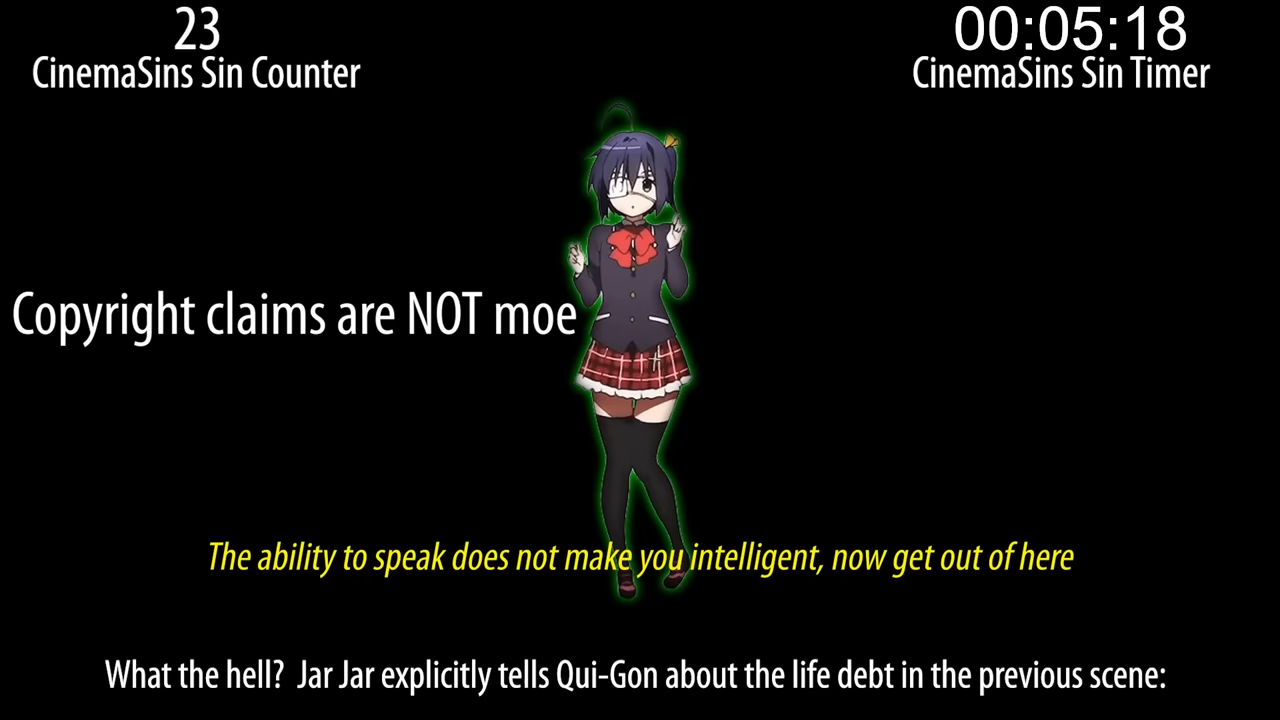 23
CinemaSins Sin Counter
00:05:18
CinemaSins Sin Timer
Copyright claims are NOT moe
The ability to speak does not make you intelligent, now get out of here
What the hell?  Jar Jar explicitly tells Qui-Gon about the life debt in the previous scene: